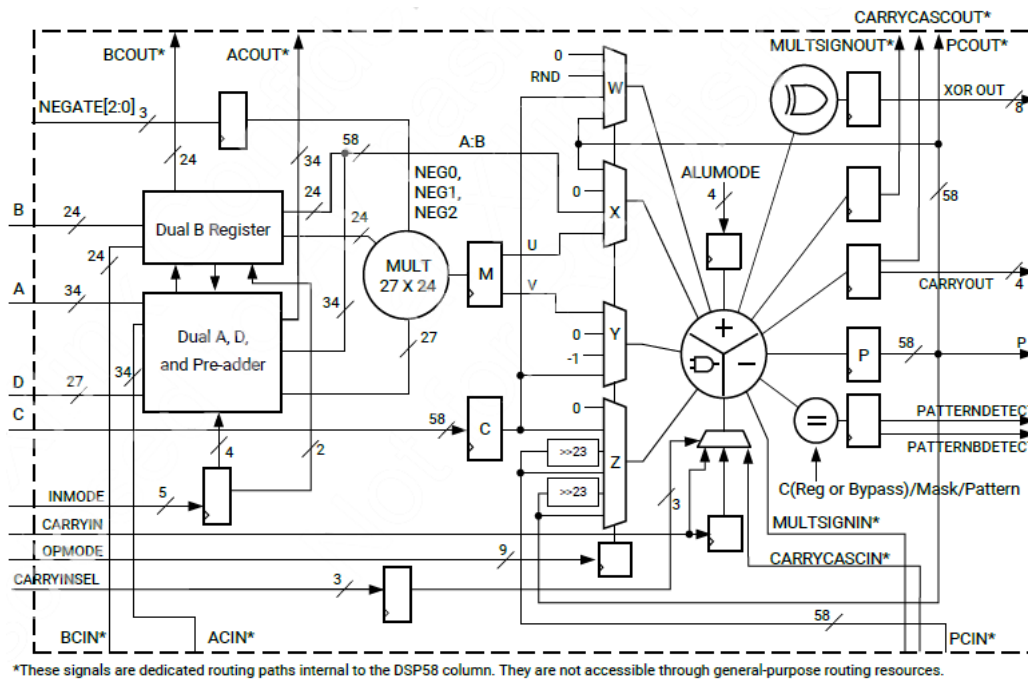 CARRYCASCOUT*
BCOUT*
ACOUT*
MULTSIGNOUT*
PCOUT*
0
RND
W
XOR OUT
8
NEGATE[2:0]
3
24
34
58
A:B
NEG0,
NEG1,
NEG2
0
X
ALUMODE
4
58
B
24
Dual B Register
24
24
24
MULT
27 X 24
M
U
V
CARRYOUT
4
A
34
Dual A, D,
and Pre-adder
34
34
27
Y
0
-1
+
−
P
58
P
D
27
C
58
C
0
>>23
>>23
Z
=
PATTERNDETECT
PATTERNBDETECT
4
2
3
C(Reg or Bypass)/Mask/Pattern
INMODE
5
CARRYIN
OPMODE
9
MULTSIGNIN*
CARRYCASCIN*
CARRYINSEL
3
58
BCIN*
ACIN*
PCIN*
*These signals are dedicated routing paths internal to the DSP58 column. They are not accessible through general-purpose routing resources.